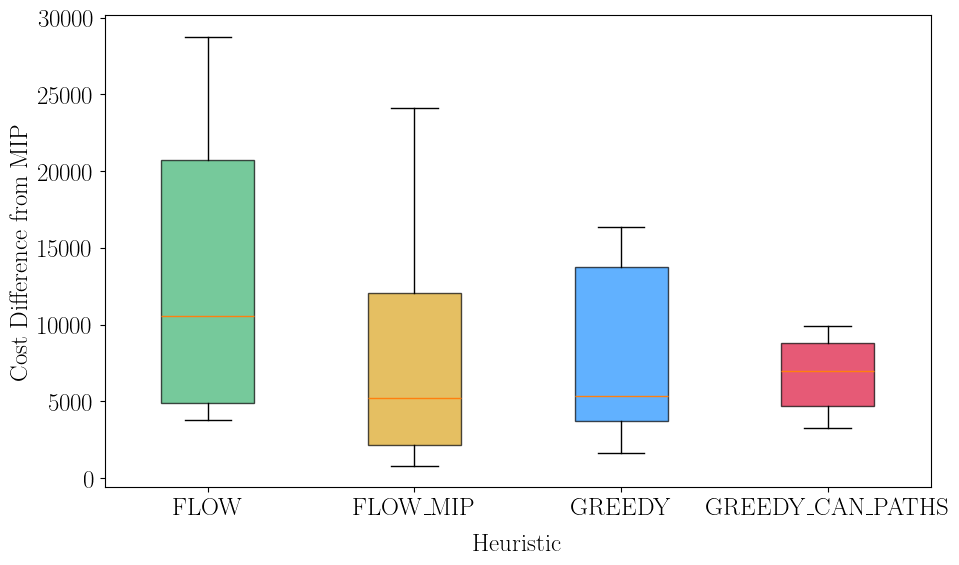 Cost Difference from MIP
30000
25000
20000
15000
10000
5000
0
FLOW
FLOW_MIP
GREEDY
GREEDY_CAN_PATHS
Heuristic